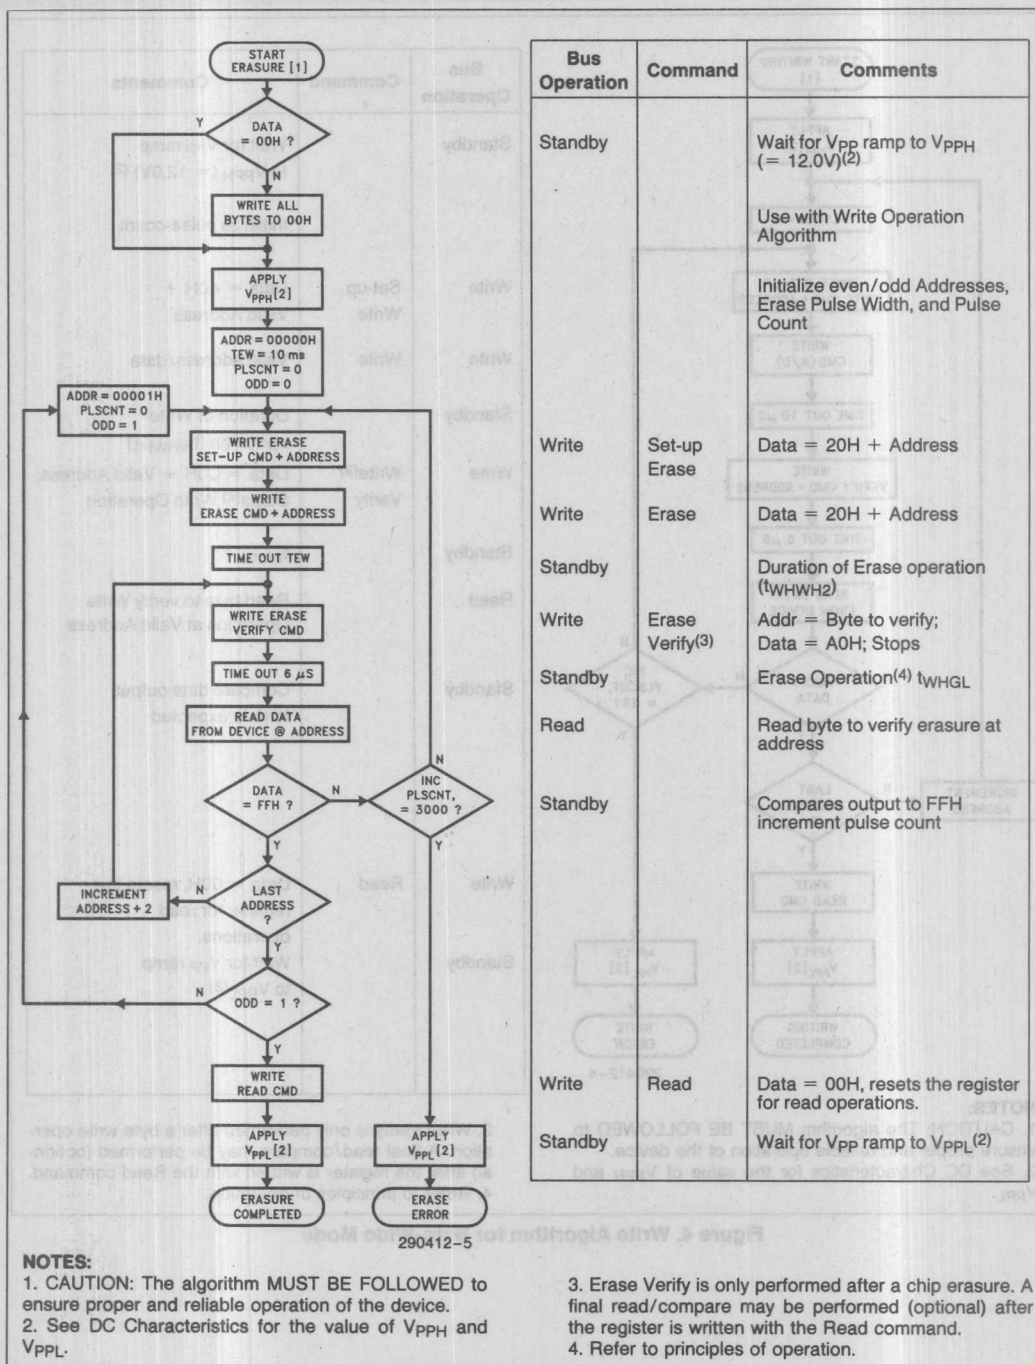 START
ERASURE [1]
Y
DATA
= 00H ?
N
WRITE ALL
BYTES TO 00H
APPLY
VPPH[2]
ADDR = 00000H
TEW = 10 ms
PLSCNT = 0
ODD = 0
ADDR = 00001H
PLSCNT = 0
ODD = 1
WRITE ERASE
SET-UP CMD + ADDRESS
WRITE
ERASE CMD + ADDRESS
TIME OUT TEW
WRITE ERASE
VERIFY CMD
TIME OUT 6 μS
READ DATA
FROM DEVICE @ ADDRESS
DATA
= FFH ?
N
Y
INC
PLSCNT,
= 3000 ?
N
Y
LAST
ADDRESS
?
N
Y
INCREMENT
ADDRESS + 2
ODD = 1 ?
N
Y
WRITE
READ CMD
APPLY
VPPL[2]
ERASURE
COMPLETED
APPLY
VPPL[2]
ERASE
ERROR
290412-5
Bus
Operation
Command
Comments
Standby
Wait for VPP ramp to VPPH
(= 12.0V)(2)
Use with Write Operation
Algorithm
Initialize even/odd Addresses,
Erase Pulse Width, and Pulse
Count
Write Set-up Data = 20H + Address
Erase
Write Erase Data = 20H + Address
Standby Duration of Erase operation
(tWHWH2)
Write Erase Addr = Byte to verify;
Verify(3) Data = A0H; Stops
Standby Erase Operation(4) tWHGL
Read Read byte to verify erasure at
address
Standby Compares output to FFH
increment pulse count
Write Read Data = 00H, resets the register
for read operations.
Standby Wait for VPP ramp to VPPL(2)
NOTES:
1. CAUTION: The algorithm MUST BE FOLLOWED to
ensure proper and reliable operation of the device.
2. See DC Characteristics for the value of VPPH and
VPPL.
3. Erase Verify is only performed after a chip erasure. A
final read/compare may be performed (optional) after
the register is written with the Read command.
4. Refer to principles of operation.